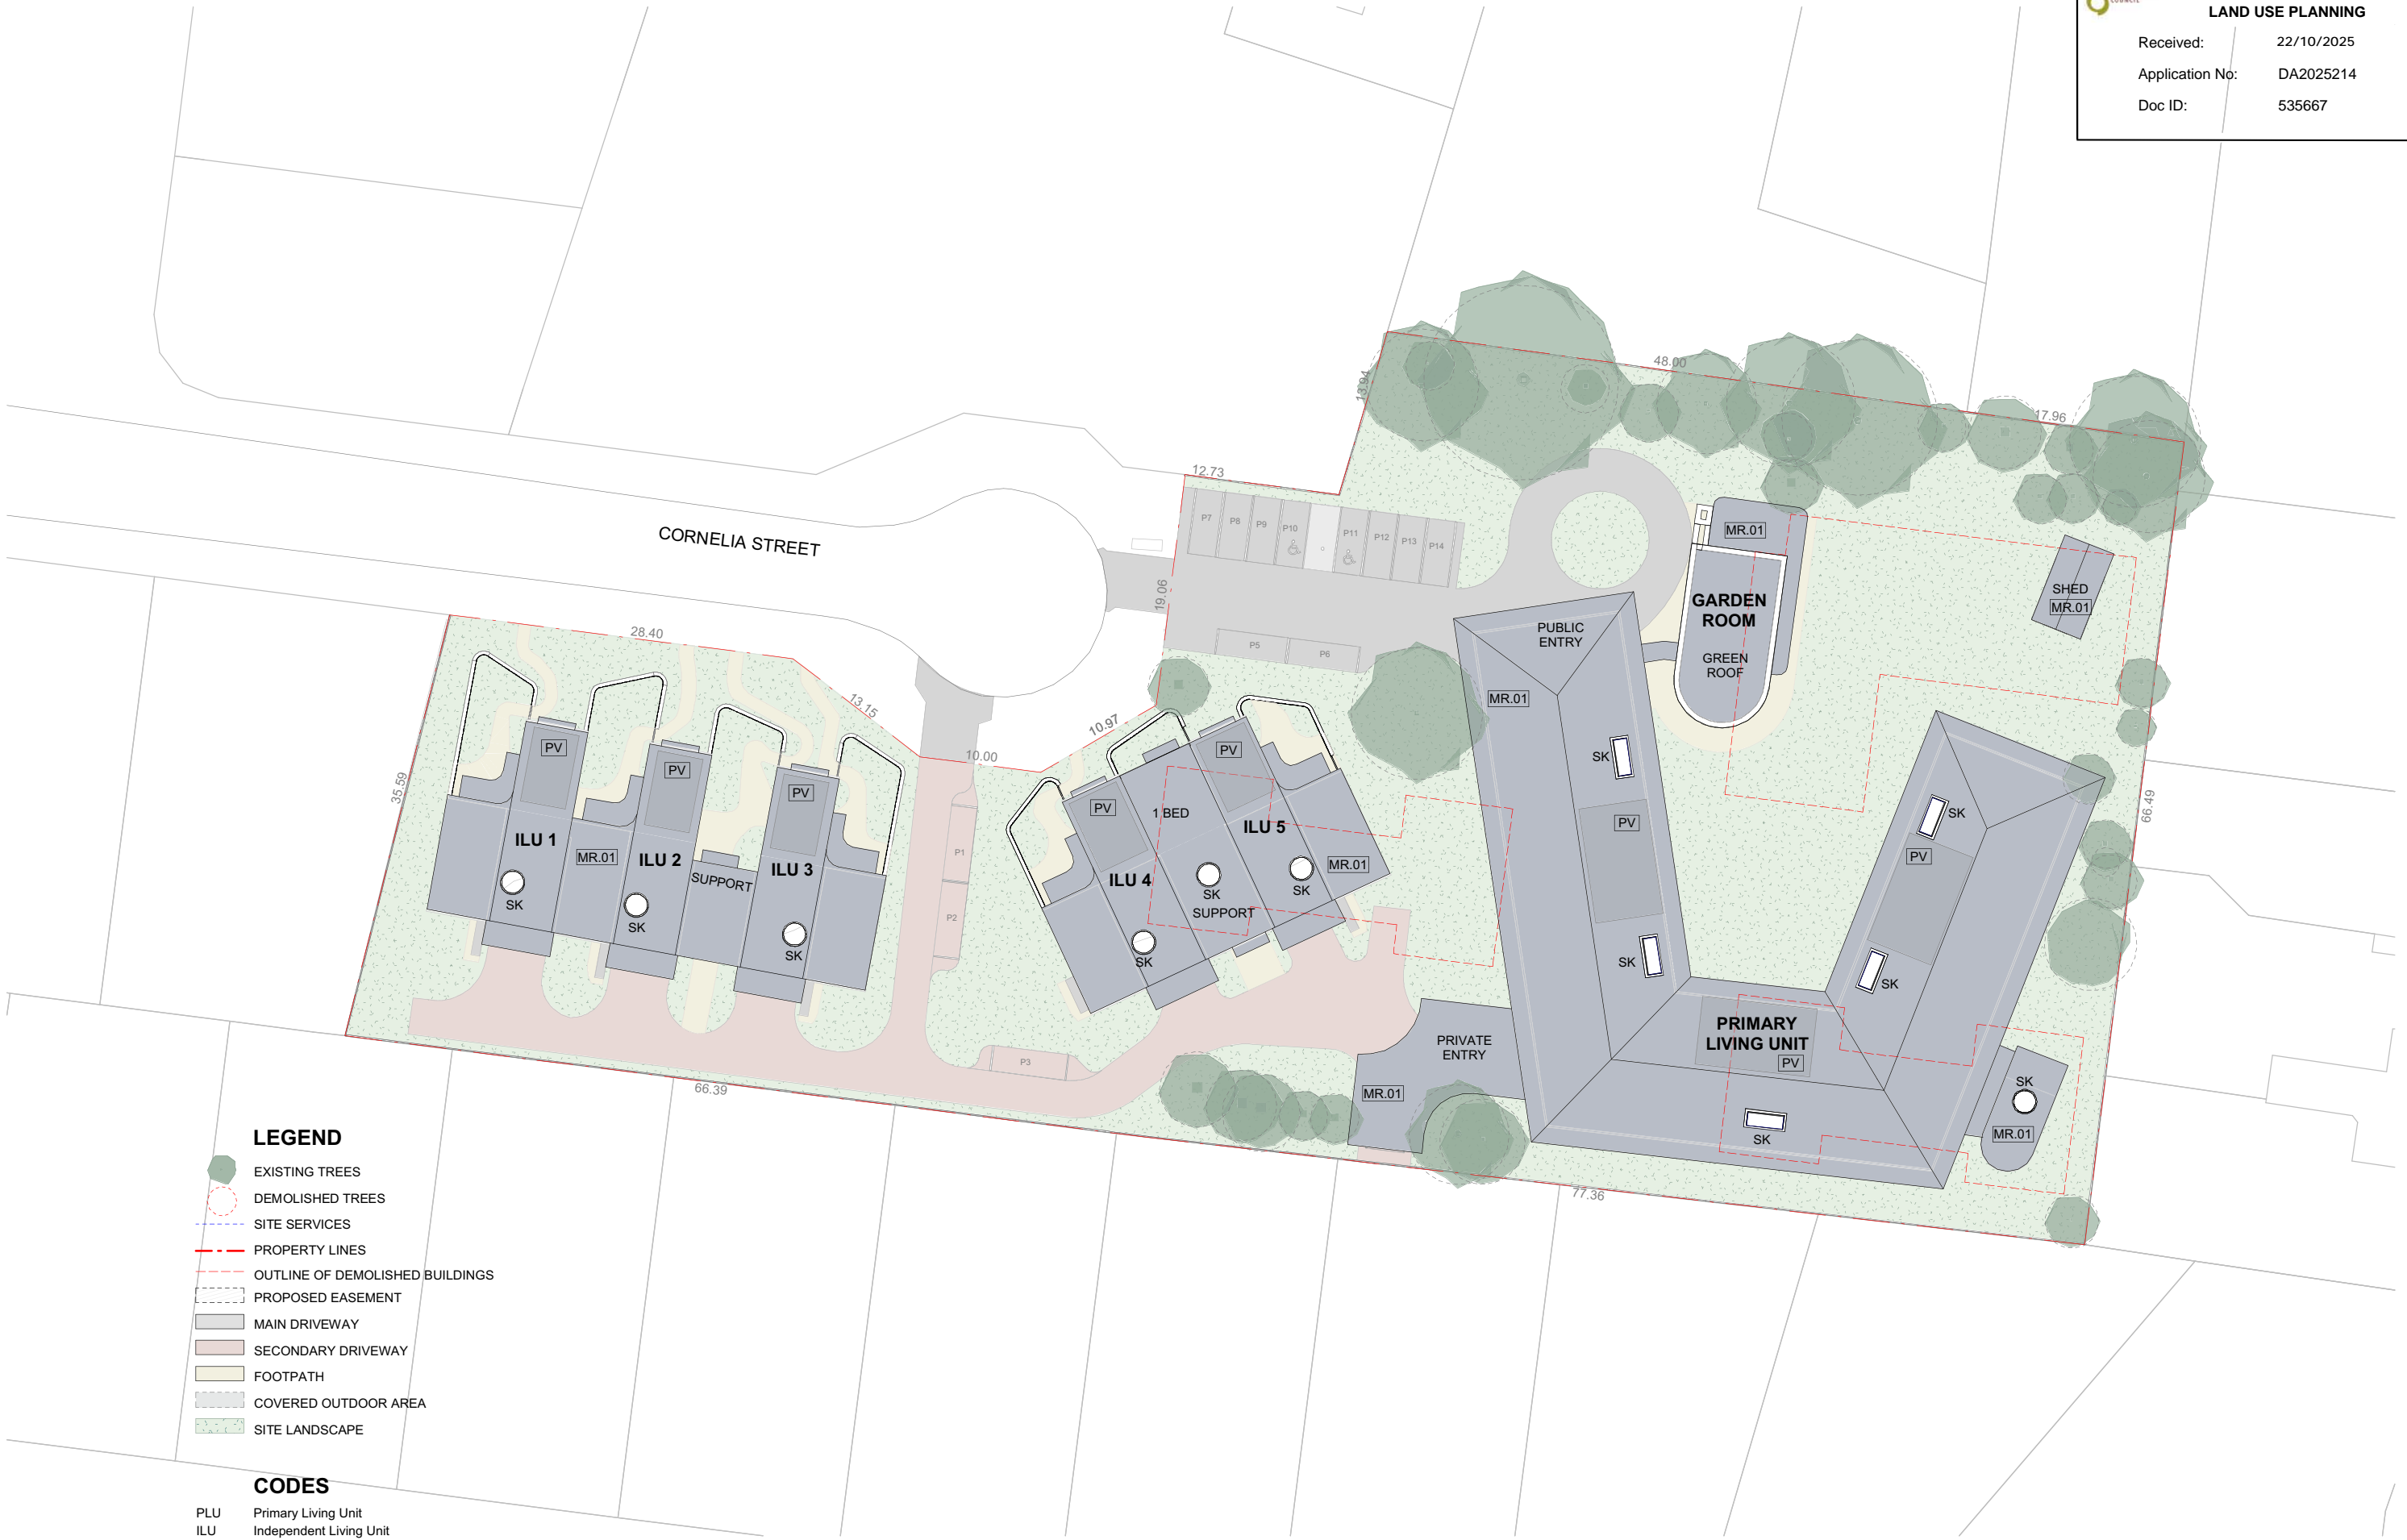 COUNCIL
LAND USE PLANNING
Received: 22/10/2025
Application No: DA2025214
Doc ID: 535667
48.00
13.94
17.96
12.73
P7
P8
P9
P10
P11
P12
P13
P14
MR.01
CORNELIA STREET
19.06
SHED
MR.01
GARDEN
ROOM
GREEN
ROOF
PUBLIC
ENTRY
28.40
P5
P6
13.15
10.97
10.00
35.59
66.49
MR.01
PV
PV
PV
PV
PV
SK
SK
PV
PV
1 BED
ILU 1
ILU 2
ILU 3
ILU 4
ILU 5
MR.01
MR.01
SUPPORT
P1
P2
SK
SK
SK
SK
SK
SK
SUPPORT
SK
SK
PRIMARY
LIVING UNIT
PV
PRIVATE
ENTRY
P3
MR.01
SK
MR.01
SK
66.39
77.36
LEGEND
EXISTING TREES
DEMOLISHED TREES
SITE SERVICES
PROPERTY LINES
OUTLINE OF DEMOLISHED BUILDINGS
PROPOSED EASEMENT
MAIN DRIVEWAY
SECONDARY DRIVEWAY
FOOTPATH
COVERED OUTDOOR AREA
SITE LANDSCAPE
CODES
PLU Primary Living Unit
ILU Independent Living Unit